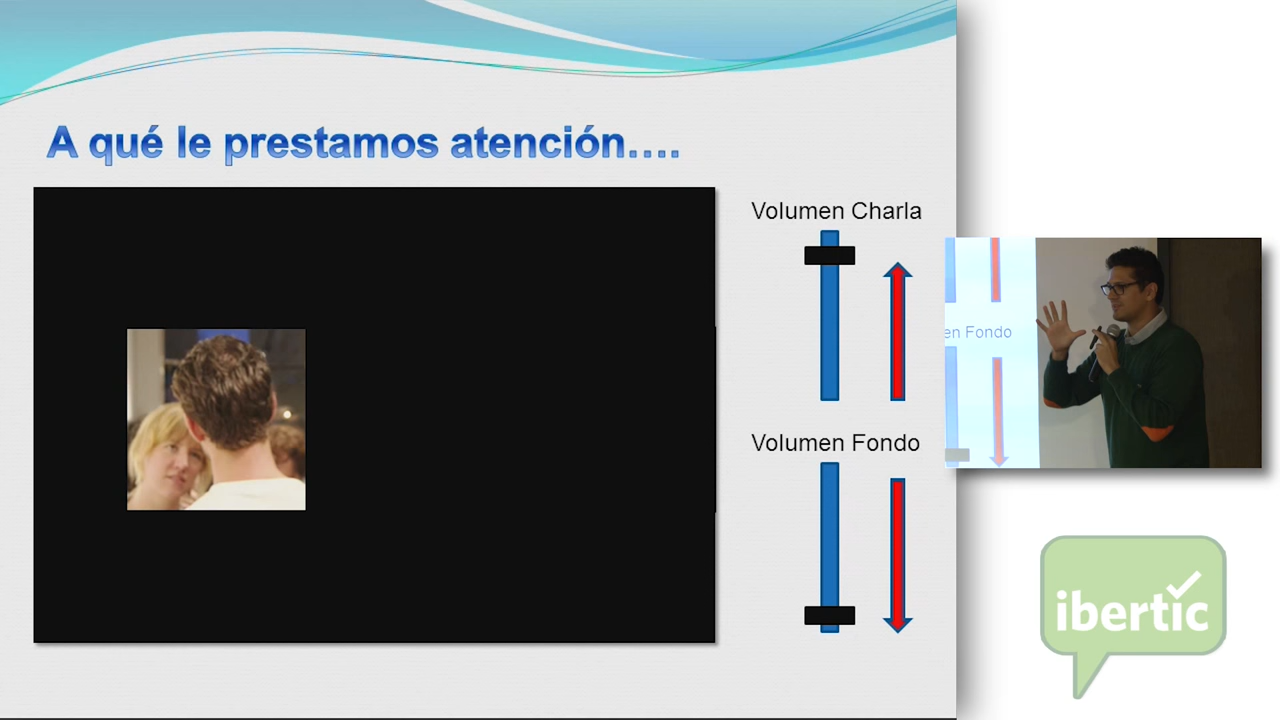 A qué le prestamos atención....
Volumen Charla
Volumen Fondo
en Fondo
ibertic